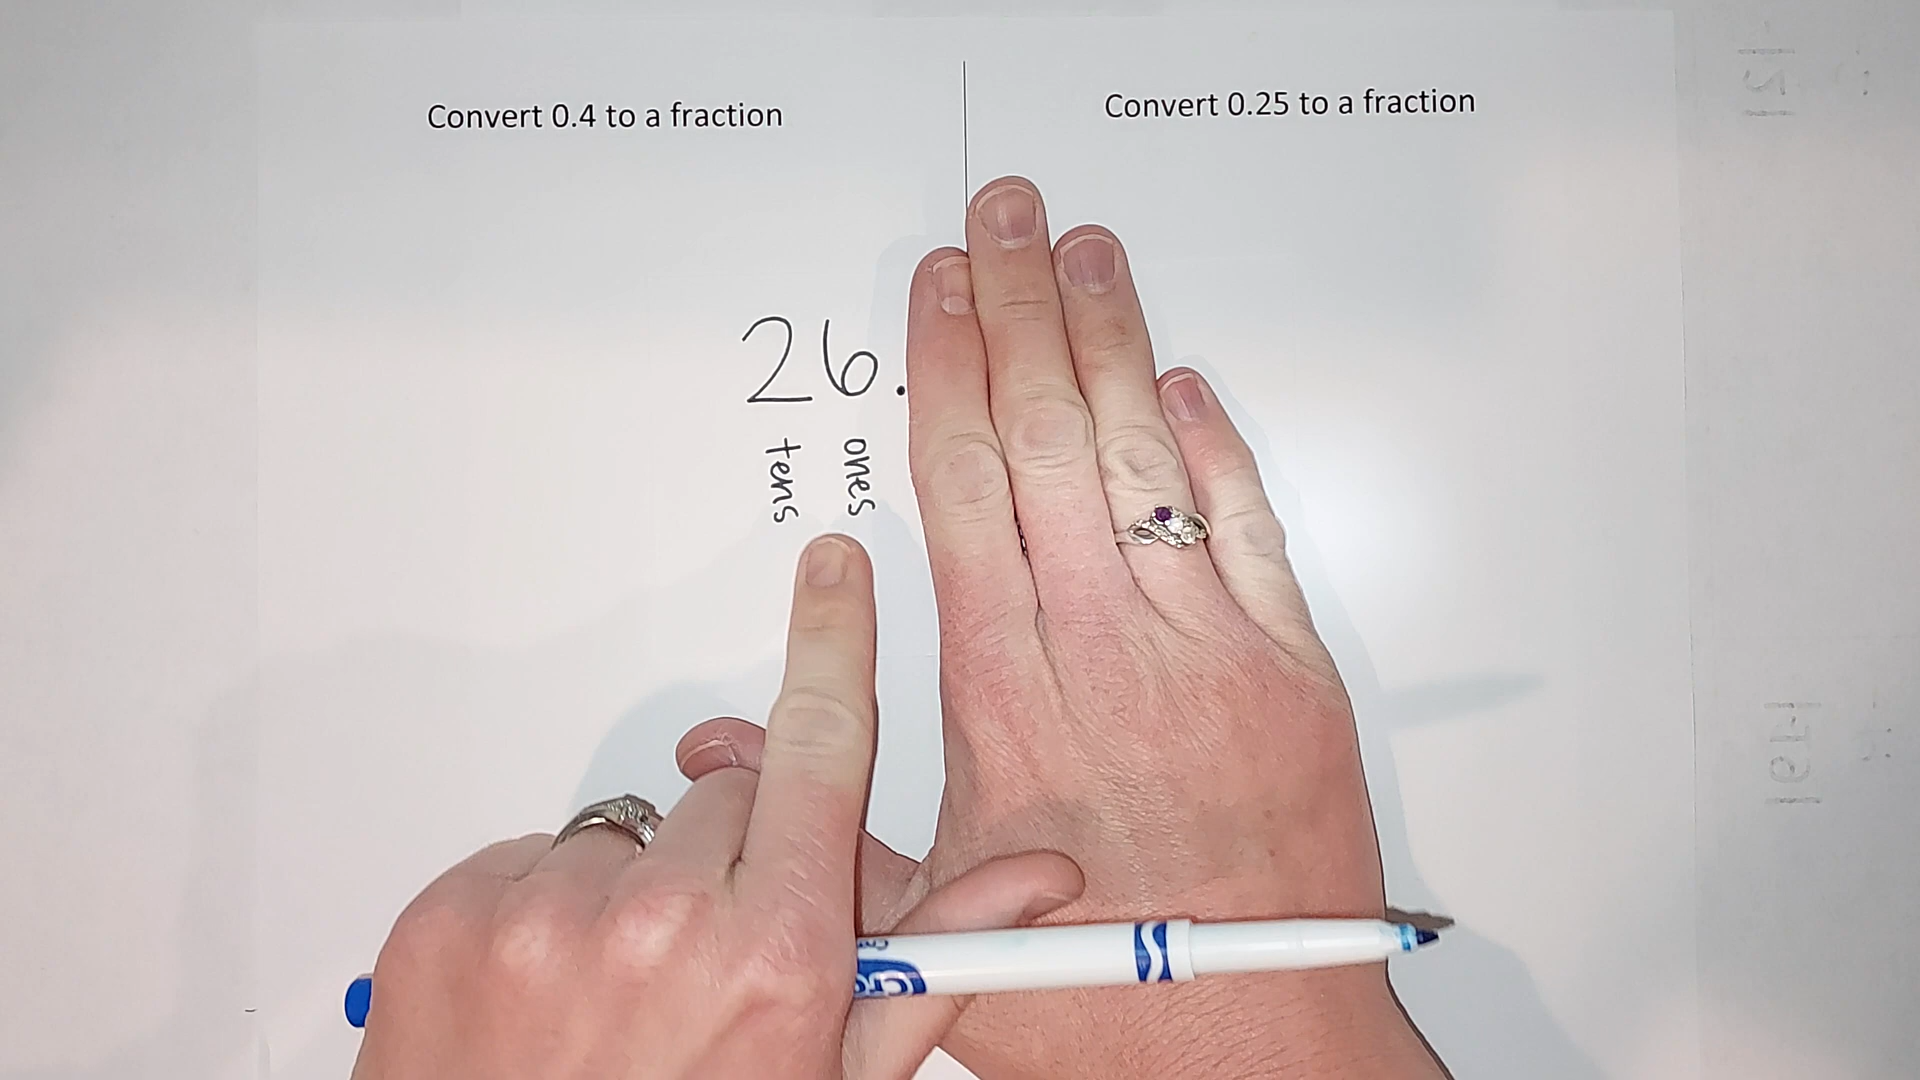 Convert 0.4 to a fraction
Convert 0.25 to a fraction
26.
tens
ones